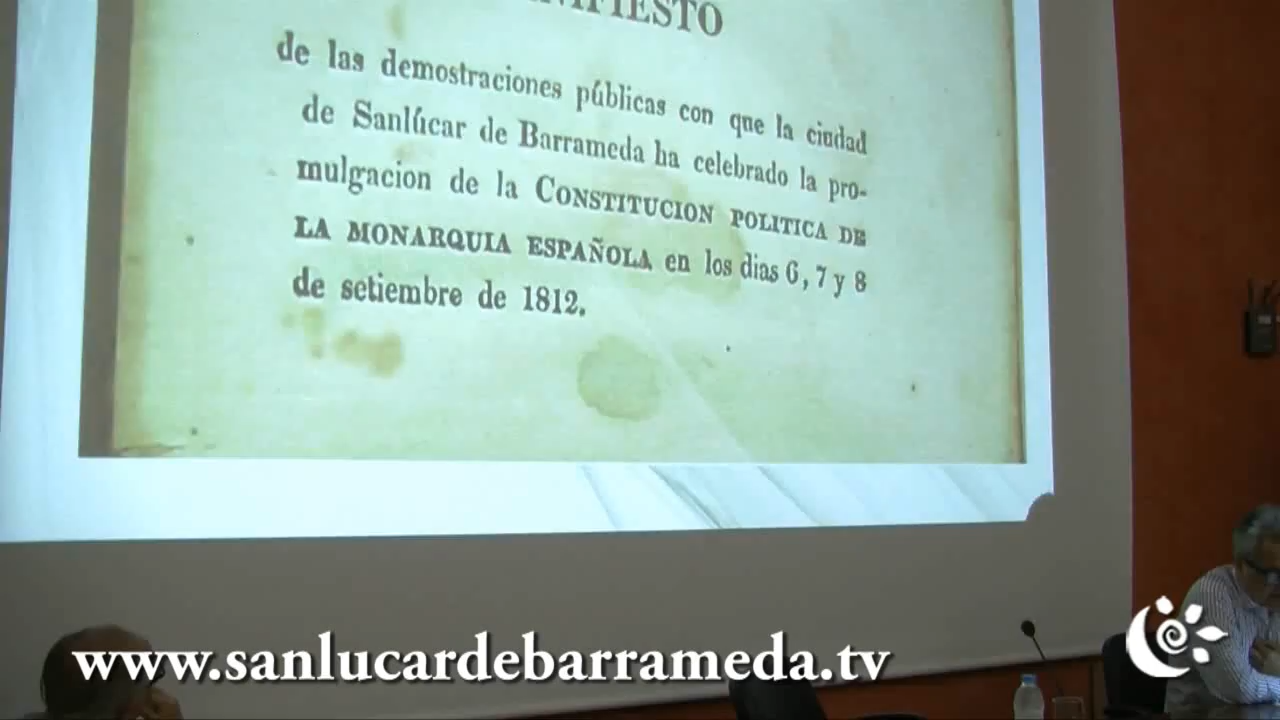 MANIFIESTO
de las demostraciones públicas con que la ciudad
de Sanlúcar de Barrameda ha celebrado la pro-
mulgacion de la CONSTITUCION POLITICA DE
LA MONARQUIA ESPAÑOLA en los dias 6, 7 y 8
de setiembre de 1812.
www.sanlucardebarrameda.tv